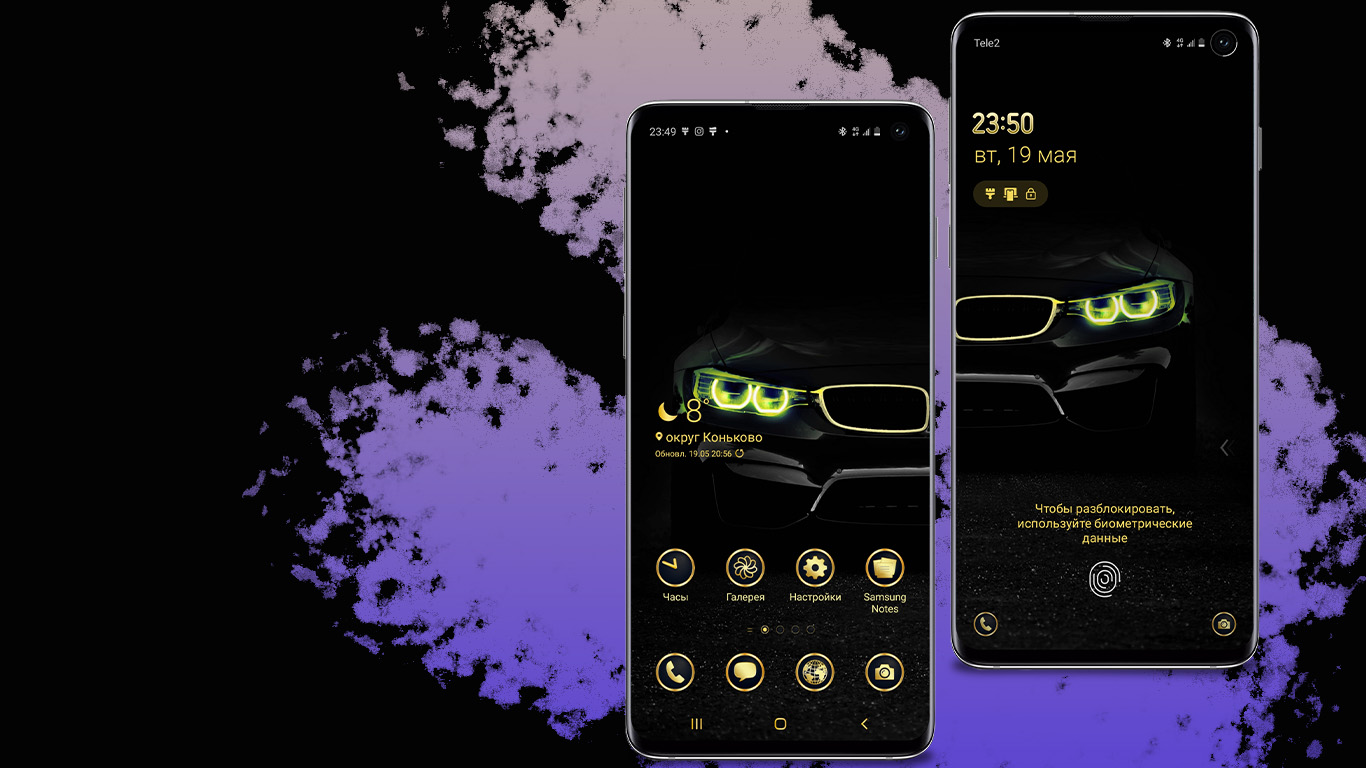 23:49
8°
округ Коньково
Обновл. 19.05 20:56
Часы
Галерея
Настройки
Samsung
Notes
Tele2
4G
23:50
вт, 19 мая
Чтобы разблокировать,
используйте биометрические
данные